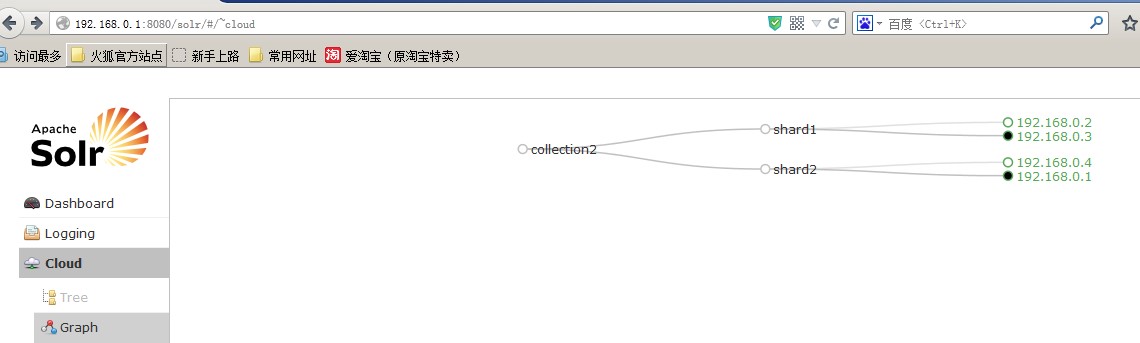 192.168.0.1:8080/solr/#/~cloud
百度 <Ctrl+K>
访问最多 火狐官方站点 新手上路 常用网址 淘 爱淘宝（原淘宝特卖）
Apache
Solr
Dashboard
Logging
Cloud
Tree
Graph
collection2
shard1
shard2
192.168.0.2
192.168.0.3
192.168.0.4
192.168.0.1